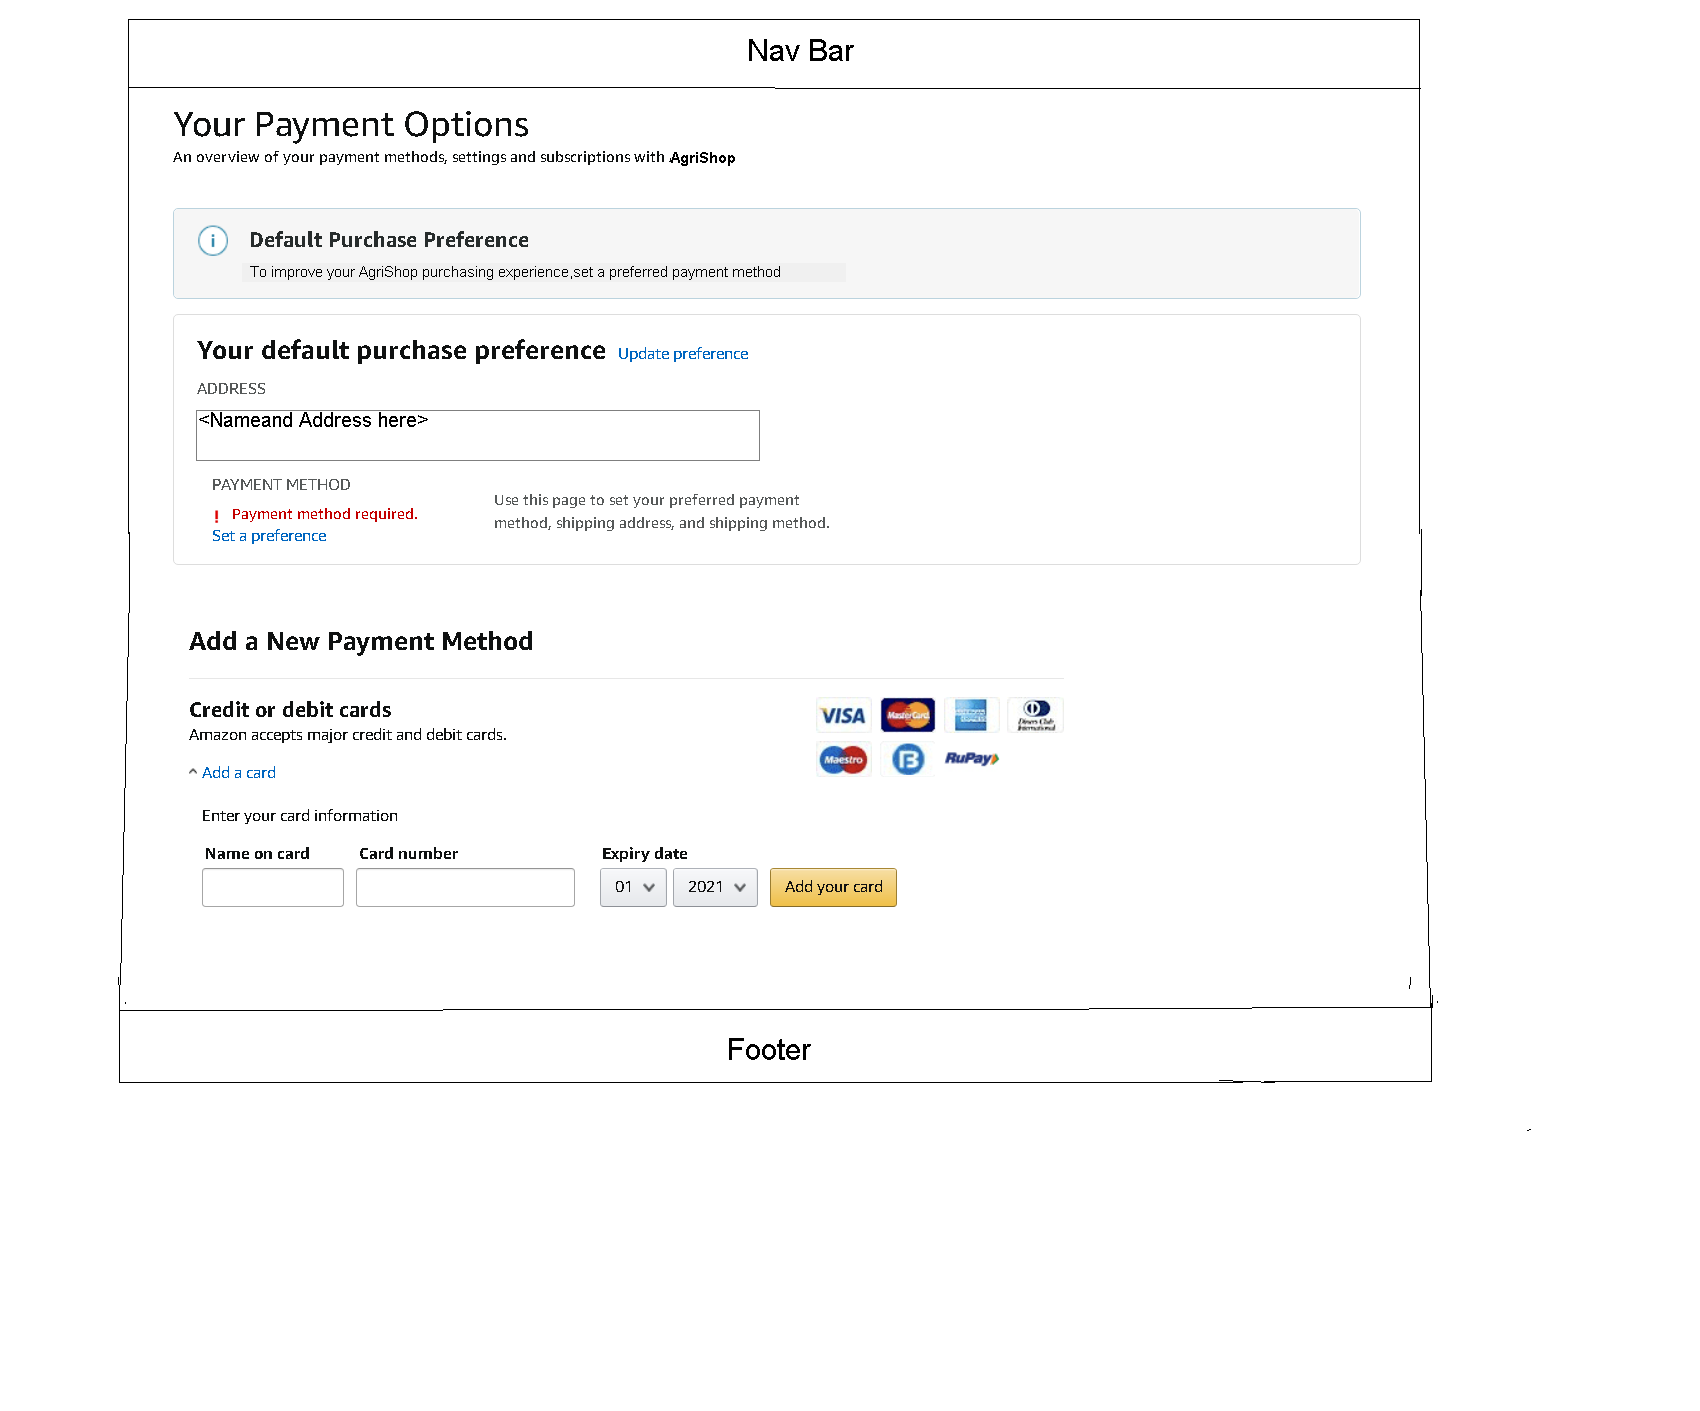 Nav Bar
Your Payment Options
An overview of your payment methods, settings and subscriptions with AgriShop
i
Default Purchase Preference
To improve your AgriShop purchasing experience,set a preferred payment method
Your default purchase preference Update preference
ADDRESS
<Nameand Address here>
PAYMENT METHOD
! Payment method required.
Set a preference
Use this page to set your preferred payment
method, shipping address, and shipping method.
Add a New Payment Method
Credit or debit cards
Amazon accepts major credit and debit cards.
VISA MasterCard AMERICAN EXPRESS Diners Club International
Maestro B RuPay
Add a card
Enter your card information
Name on card Card number Expiry date
01 2021 Add your card
Footer